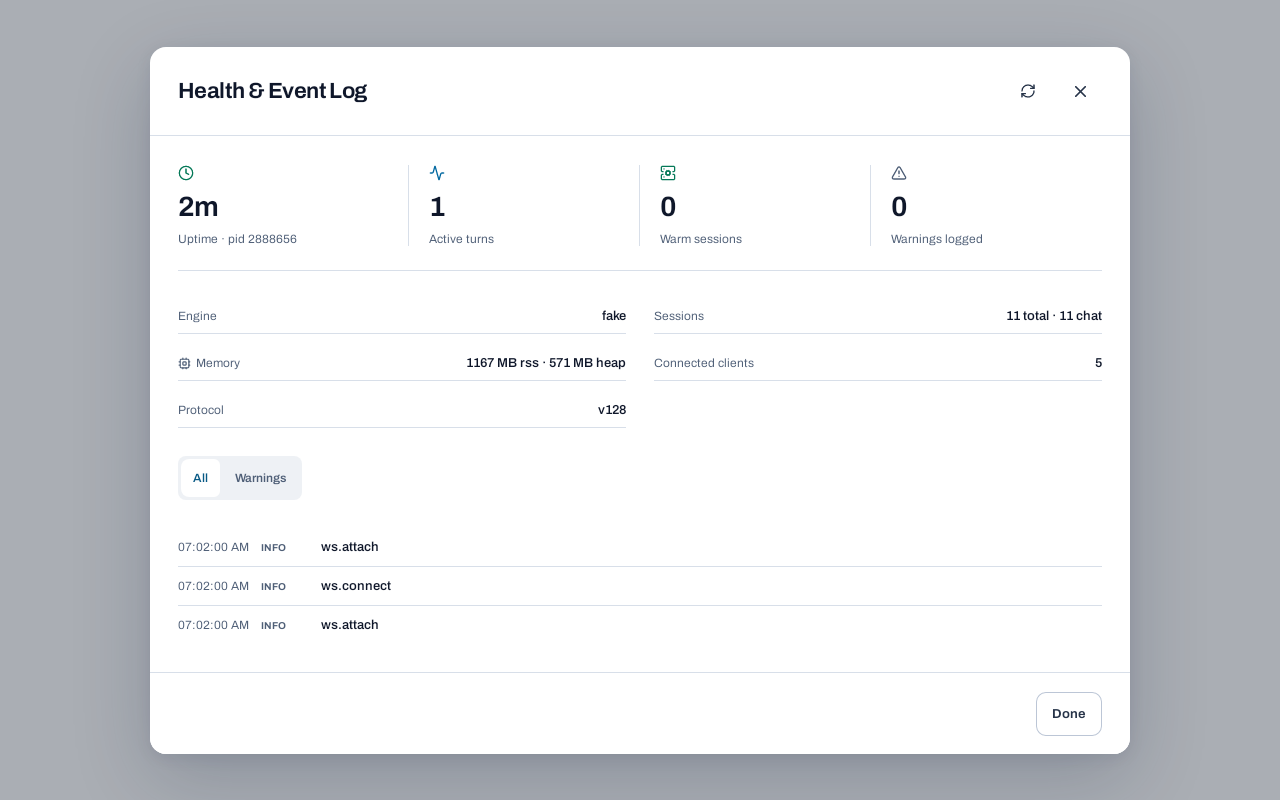 Health & Event Log
2m
Uptime · pid 2888656
1
Active turns
0
Warm sessions
0
Warnings logged
Engine fake
Sessions 11 total · 11 chat
Memory 1167 MB rss · 571 MB heap
Connected clients 5
Protocol v128
All Warnings
07:02:00 AM INFO ws.attach
07:02:00 AM INFO ws.connect
07:02:00 AM INFO ws.attach
Done